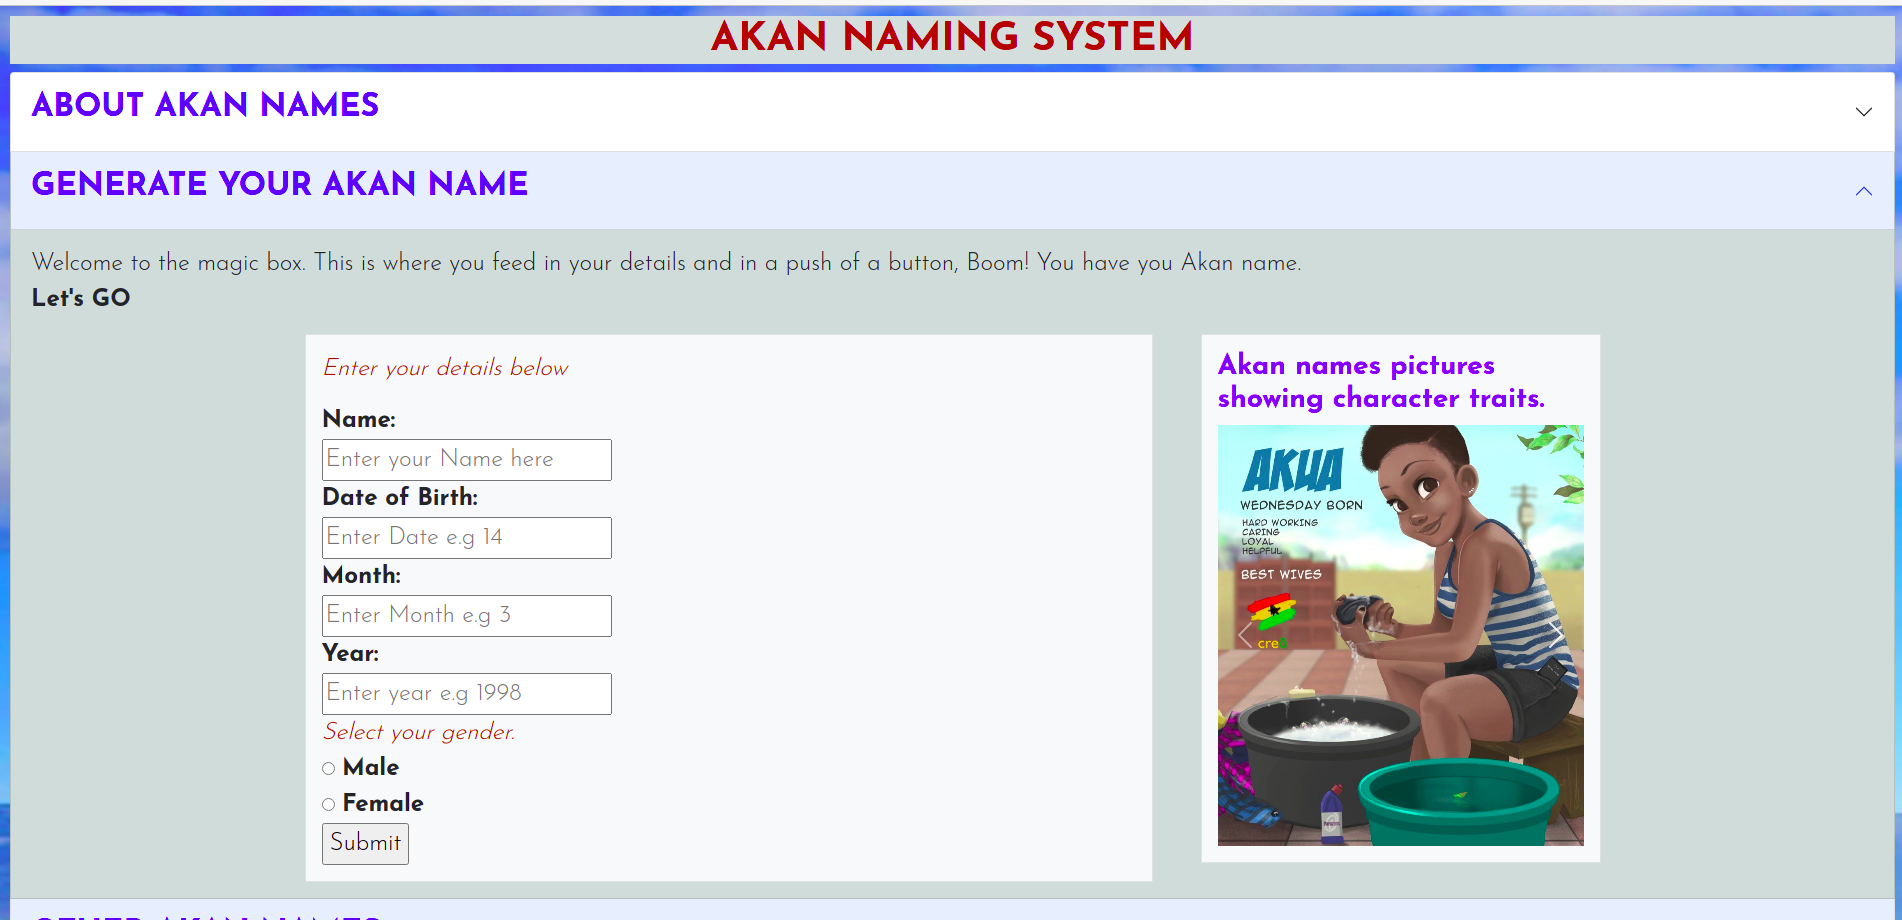 AKAN NAMING SYSTEM
ABOUT AKAN NAMES
GENERATE YOUR AKAN NAME
Welcome to the magic box. This is where you feed in your details and in a push of a button, Boom! You have you Akan name.
Let's GO
Enter your details below
Name:
Enter your Name here
Date of Birth:
Enter Date e.g 14
Month:
Enter Month e.g 3
Year:
Enter year e.g 1998
Select your gender.
Male
Female
Submit
Akan names pictures
showing character traits.
AKUA
WEDNESDAY BORN
HARD WORKING
CARING
LOYAL
HELPFUL
BEST WIVES
OTHER AKAN NAMES